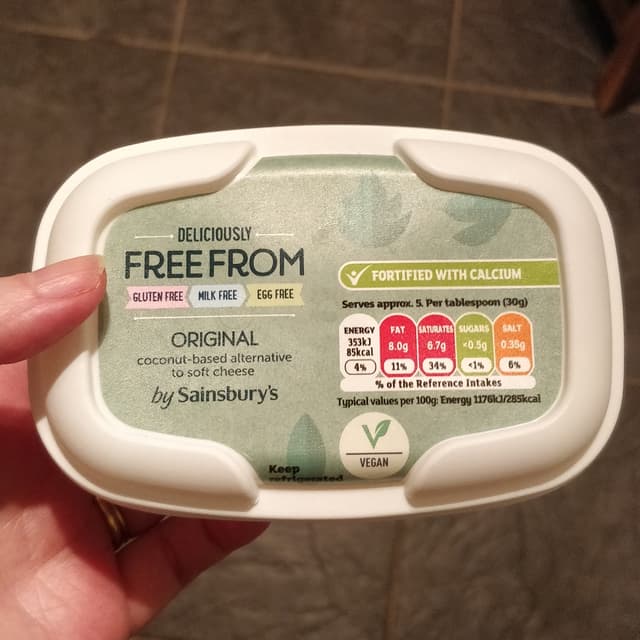 DELICIOUSLY
FREEFROM
GLUTEN FREE MILK FREE EGG FREE
ORIGINAL
coconut-based alternative
to soft cheese
by Sainsbury's
FORTIFIED WITH CALCIUM
Serves approx. 5. Per tablespoon (30g)
ENERGY FAT SATURATES SUGARS SALT
353kJ 8.0g 6.7g <0.5g 0.35g
85kcal
4% 11% 34% <1% 6%
% of the Reference Intakes
Typical values per 100g: Energy 1176kJ/285kcal
VEGAN
Keep
refrigerated